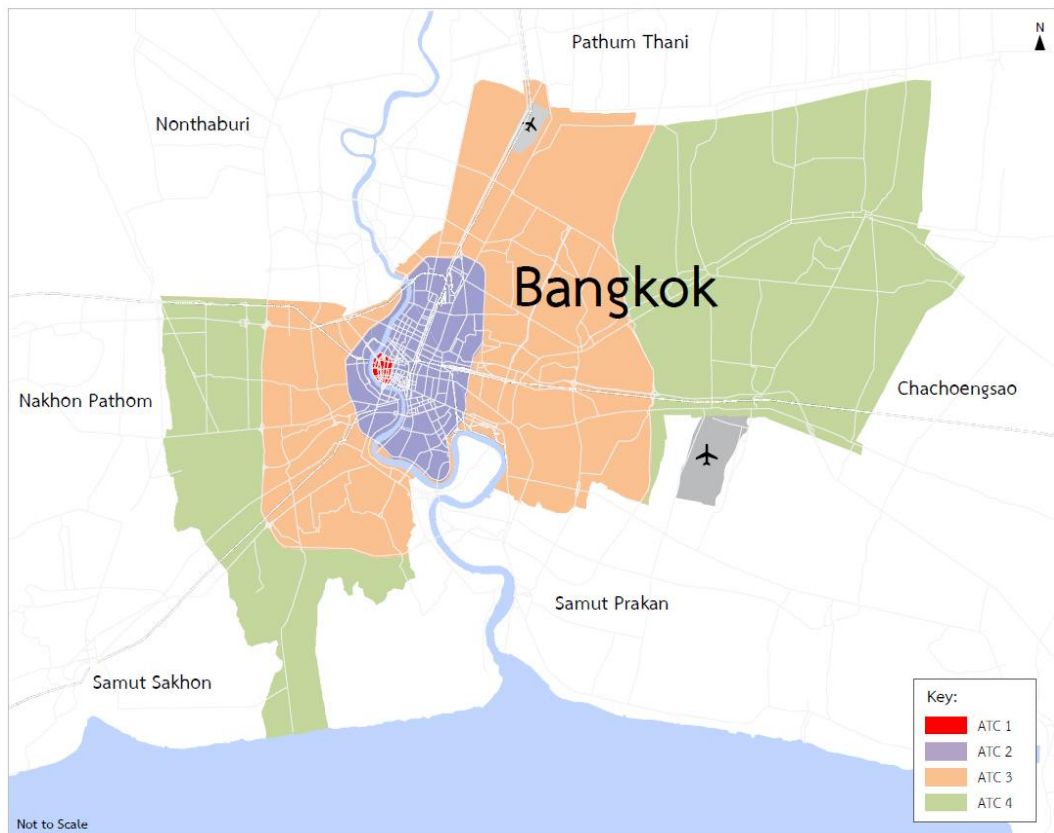 N
Pathum Thani
Nonthaburi
Bangkok
Nakhon Pathom
Chachoengsao
Samut Prakan
Samut Sakhon
Key:
ATC 1
ATC 2
ATC 3
ATC 4
Not to Scale